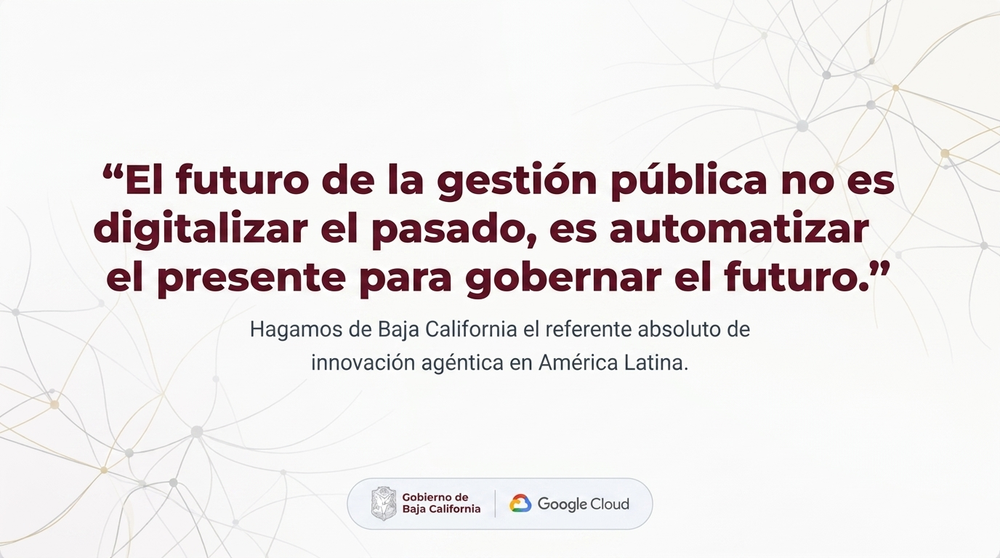 “El futuro de la gestión pública no es
digitalizar el pasado, es automatizar
el presente para gobernar el futuro.”
Hagamos de Baja California el referente absoluto de
innovación agéntica en América Latina.
Gobierno de
Baja California
Google Cloud